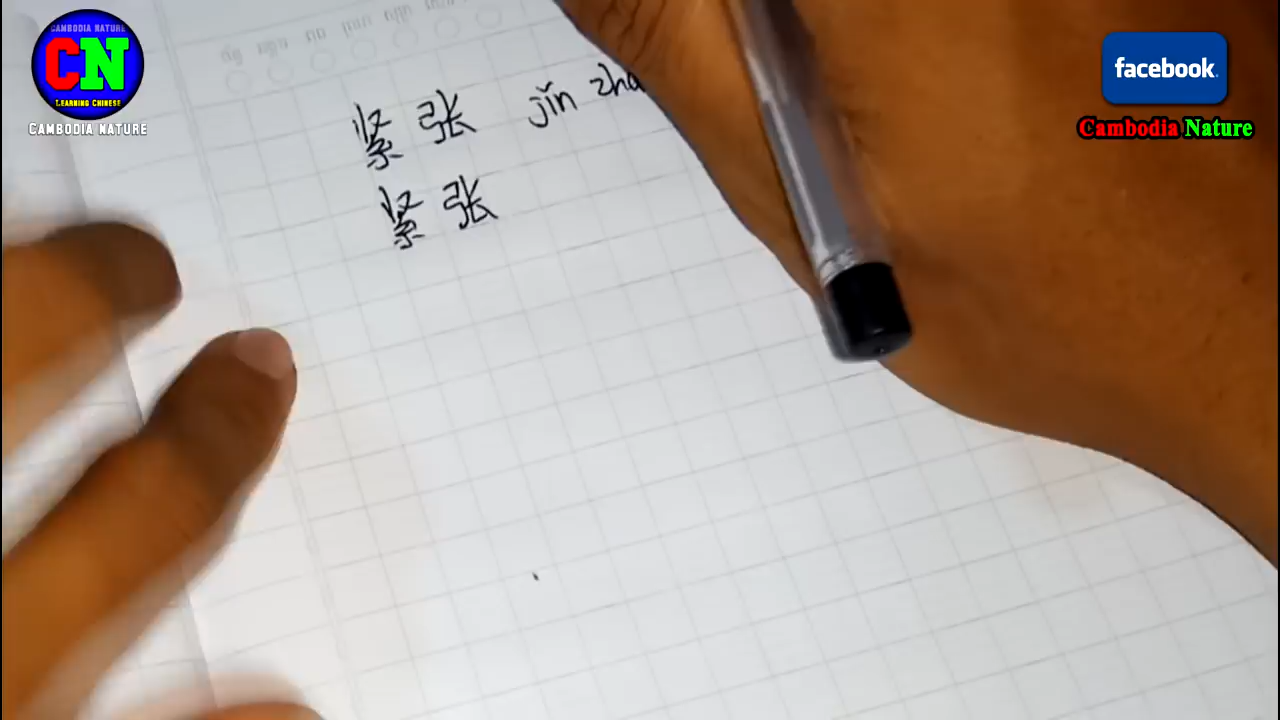 CAMBODIA NATURE
CN
LEARNING CHINESE
CAMBODIA NATURE
facebook.
Cambodia Nature
紧 张 jǐn zha
紧 张